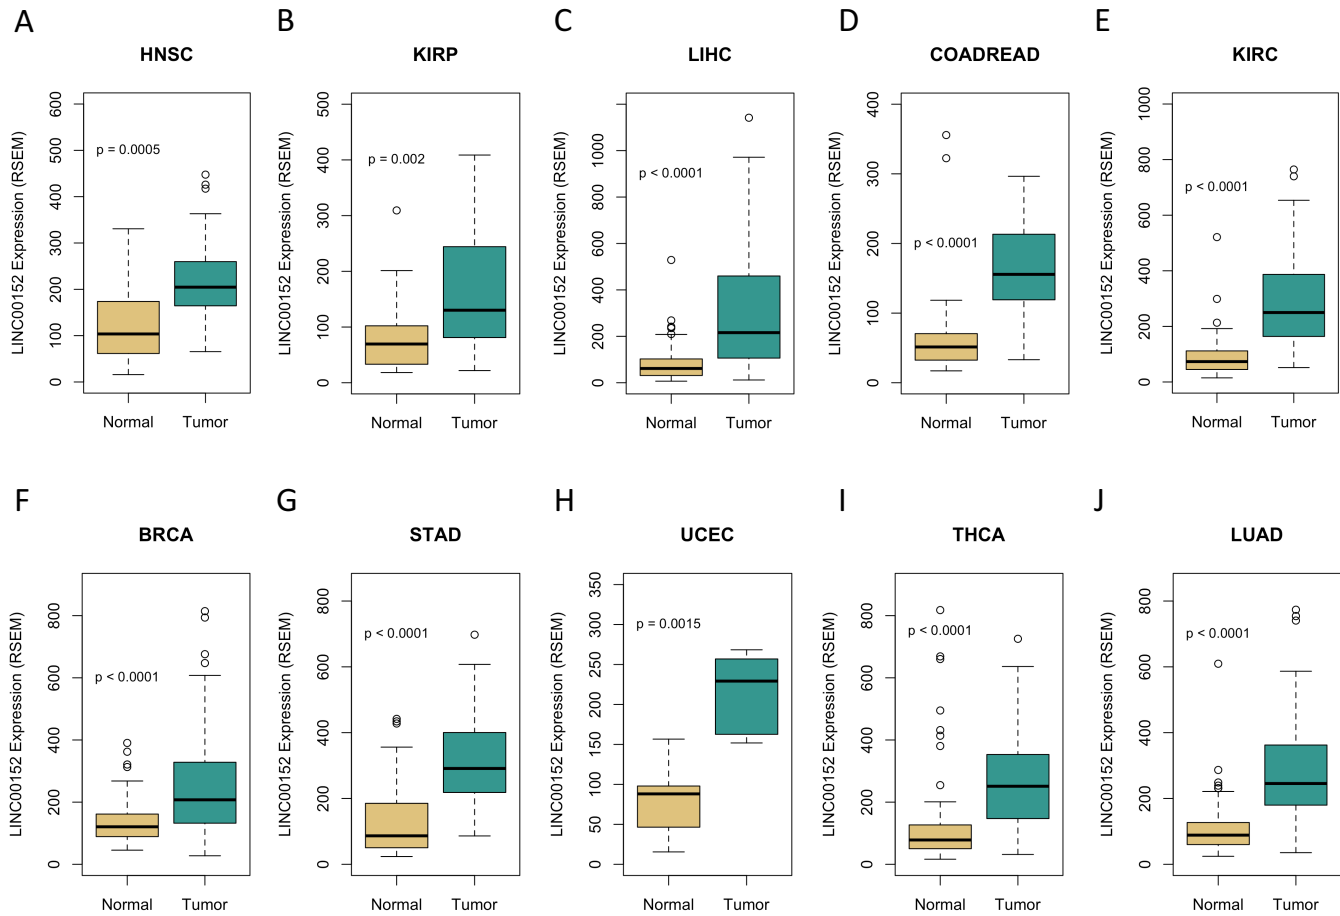 A
HNSC
LINC00152 Expression (RSEM)
600
500
400
300
200
100
0
p = 0.0005
Normal
Tumor
B
KIRP
LINC00152 Expression (RSEM)
500
400
300
200
100
0
p = 0.002
Normal
Tumor
C
LIHC
LINC00152 Expression (RSEM)
1000
800
600
400
200
0
p < 0.0001
Normal
Tumor
D
COADREAD
LINC00152 Expression (RSEM)
400
300
200
100
0
p < 0.0001
Normal
Tumor
E
KIRC
LINC00152 Expression (RSEM)
1000
800
600
400
200
0
p < 0.0001
Normal
Tumor
F
BRCA
LINC00152 Expression (RSEM)
800
600
400
200
0
p < 0.0001
Normal
Tumor
G
STAD
LINC00152 Expression (RSEM)
800
600
400
200
0
p < 0.0001
Normal
Tumor
H
UCEC
LINC00152 Expression (RSEM)
350
300
250
200
150
100
50
0
p = 0.0015
Normal
Tumor
I
THCA
LINC00152 Expression (RSEM)
800
600
400
200
0
p < 0.0001
Normal
Tumor
J
LUAD
LINC00152 Expression (RSEM)
800
600
400
200
0
p < 0.0001
Normal
Tumor